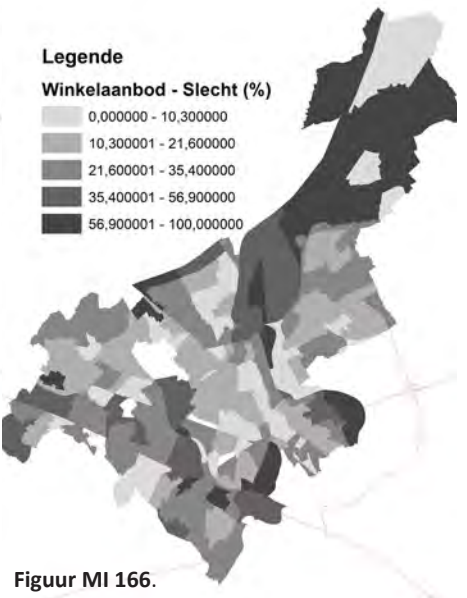 Legende
Winkelaanbod - Slecht (%)
0,000000 - 10,300000
10,300001 - 21,600000
21,600001 - 35,400000
35,400001 - 56,900000
56,900001 - 100,000000
Figuur MI 166.